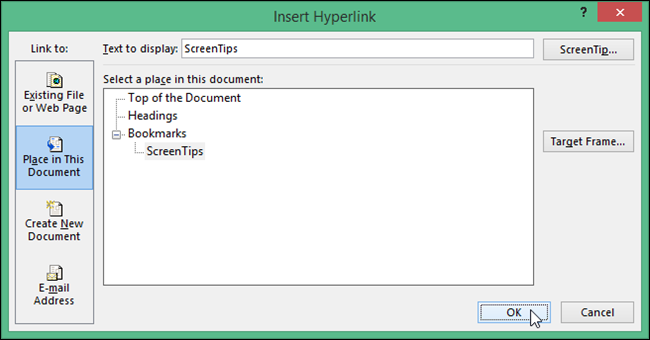 Insert Hyperlink
?
Link to:
Text to display: ScreenTips
ScreenTip...
Select a place in this document:
Existing File
or Web Page
Top of the Document
Headings
Bookmarks
ScreenTips
Target Frame...
Place in This
Document
Create New
Document
E-mail
Address
OK
Cancel